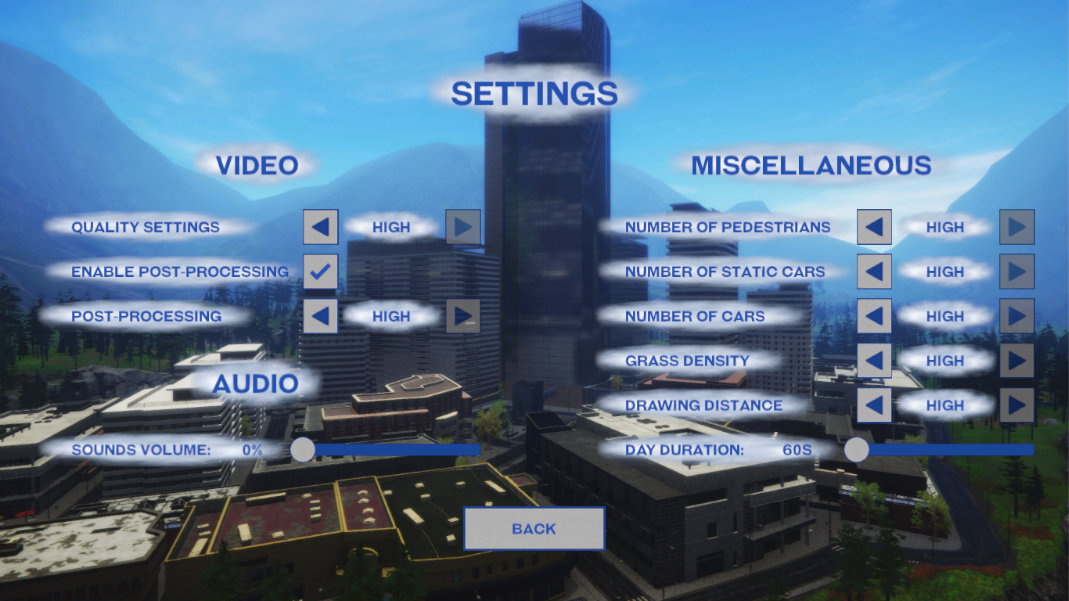 SETTINGS
VIDEO
QUALITY SETTINGS HIGH
ENABLE POST-PROCESSING
POST-PROCESSING HIGH
AUDIO
SOUNDS VOLUME: 0%
MISCELLANEOUS
NUMBER OF PEDESTRIANS HIGH
NUMBER OF STATIC CARS HIGH
NUMBER OF CARS HIGH
GRASS DENSITY HIGH
DRAWING DISTANCE HIGH
DAY DURATION: 60S
BACK